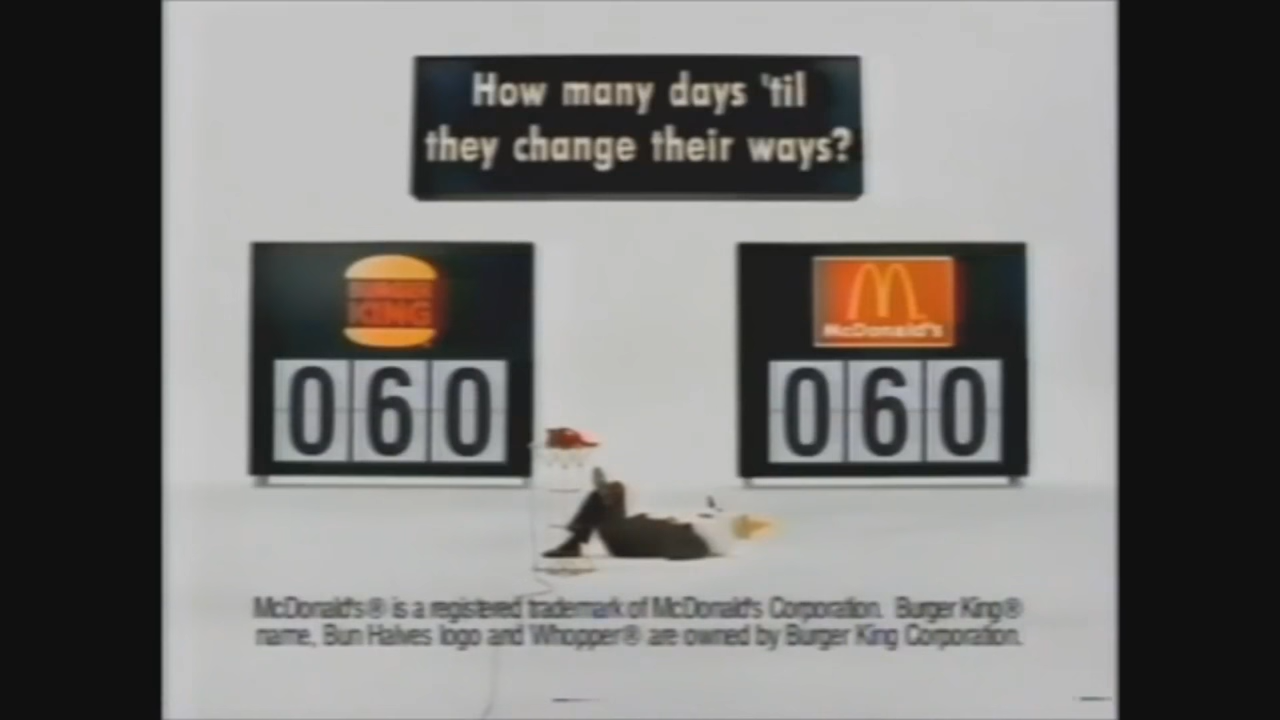 How many days 'til
they change their ways?
BURGER
KING
McDonald's
060
060
McDonald's® is a registered trademark of McDonald's Corporation. Burger King®
name, Bun Halves logo and Whopper® are owned by Burger King Corporation.